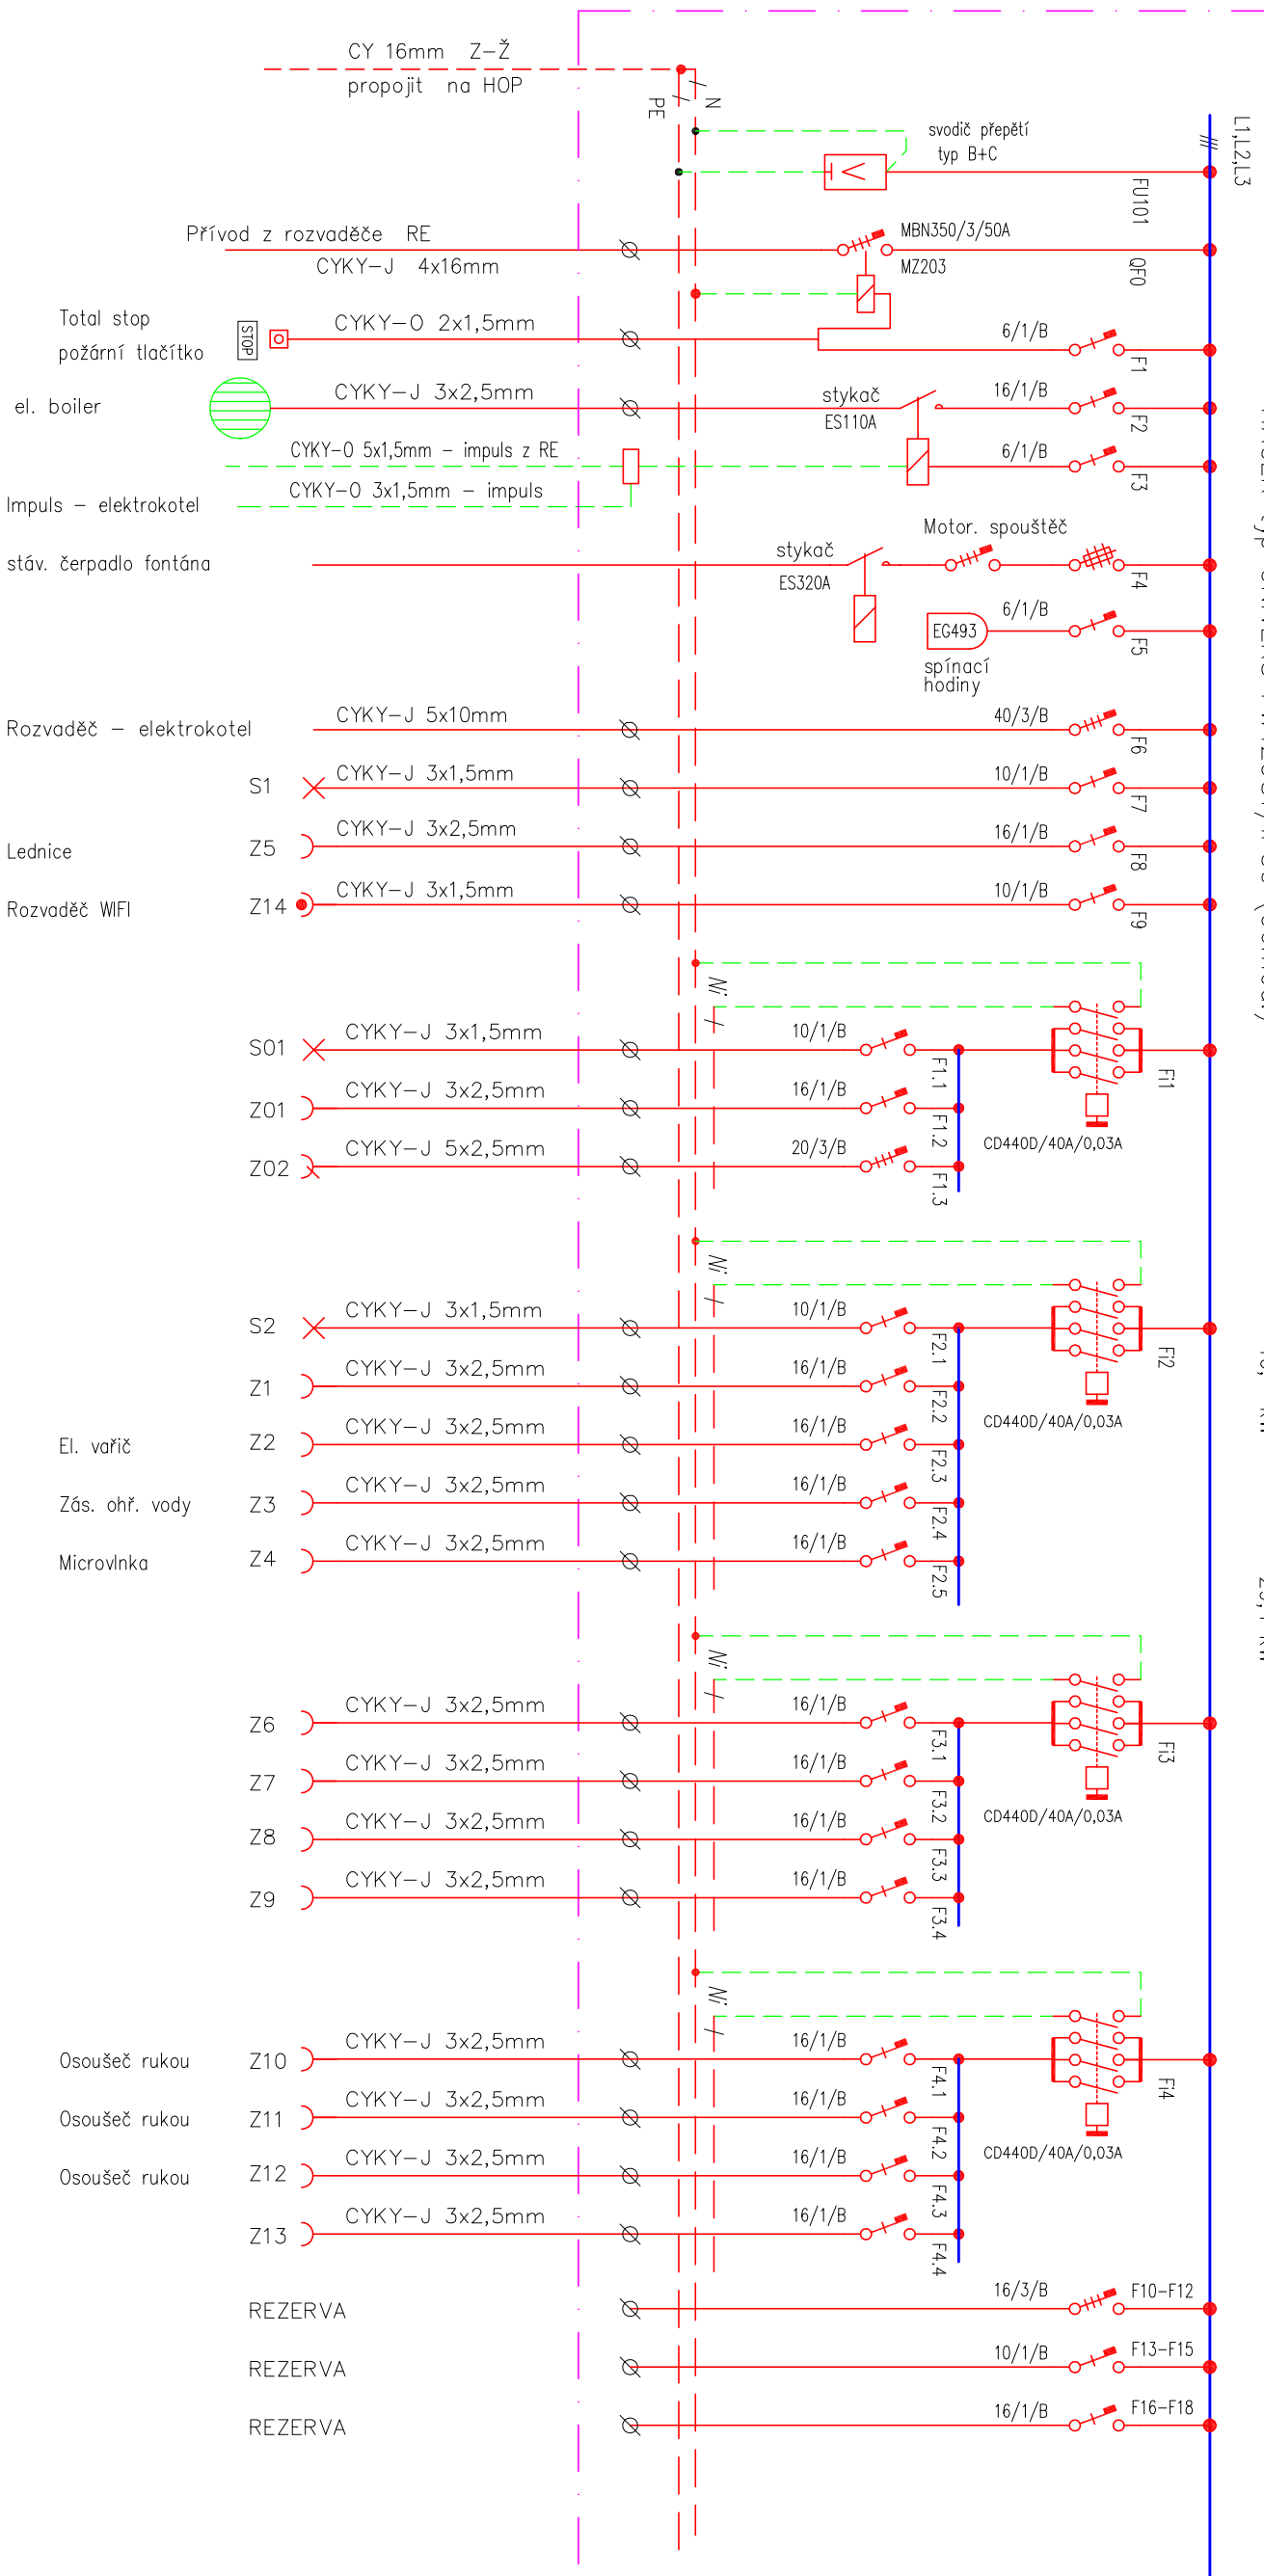 CY 16mm Z-Ž
propojit na HOP
PE
N
L1,L2,L3
svodič přepětí
typ B+C
FU101
Přívod z rozvaděče RE
CYKY-J 4x16mm
MBN350/3/50A
MZ203
QF0
Total stop
požární tlačítko
STOP
CYKY-O 2x1,5mm
6/1/B
F1
el. boiler
CYKY-J 3x2,5mm
stykač
ES110A
16/1/B
F2
CYKY-O 5x1,5mm – impuls z RE
6/1/B
F3
Impuls – elektrokotel
CYKY-O 3x1,5mm – impuls
stáv. čerpadlo fontána
stykač
ES320A
Motor. spouštěč
F4
EG493
6/1/B
F5
spínací
hodiny
Rozvaděč – elektrokotel
CYKY-J 5x10mm
40/3/B
F6
S1
CYKY-J 3x1,5mm
10/1/B
F7
Lednice
Z5
CYKY-J 3x2,5mm
16/1/B
F8
Rozvaděč WIFI
Z14
CYKY-J 3x1,5mm
10/1/B
F9
Ni
S01
CYKY-J 3x1,5mm
10/1/B
F1.1
Fi1
Z01
CYKY-J 3x2,5mm
16/1/B
F1.2
CD440D/40A/0,03A
Z02
CYKY-J 5x2,5mm
20/3/B
F1.3
Ni
S2
CYKY-J 3x1,5mm
10/1/B
F2.1
Fi2
Z1
CYKY-J 3x2,5mm
16/1/B
F2.2
CD440D/40A/0,03A
El. vařič
Z2
CYKY-J 3x2,5mm
16/1/B
F2.3
Zás. ohř. vody
Z3
CYKY-J 3x2,5mm
16/1/B
F2.4
Microvlnka
Z4
CYKY-J 3x2,5mm
16/1/B
F2.5
Ni
Z6
CYKY-J 3x2,5mm
16/1/B
F3.1
Fi3
Z7
CYKY-J 3x2,5mm
16/1/B
F3.2
CD440D/40A/0,03A
Z8
CYKY-J 3x2,5mm
16/1/B
F3.3
Z9
CYKY-J 3x2,5mm
16/1/B
F3.4
Ni
Osoušeč rukou
Z10
CYKY-J 3x2,5mm
16/1/B
F4.1
Fi4
Osoušeč rukou
Z11
CYKY-J 3x2,5mm
16/1/B
F4.2
CD440D/40A/0,03A
Osoušeč rukou
Z12
CYKY-J 3x2,5mm
16/1/B
F4.3
Z13
CYKY-J 3x2,5mm
16/1/B
F4.4
REZERVA
16/3/B
F10-F12
REZERVA
10/1/B
F13-F15
REZERVA
16/1/B
F16-F18